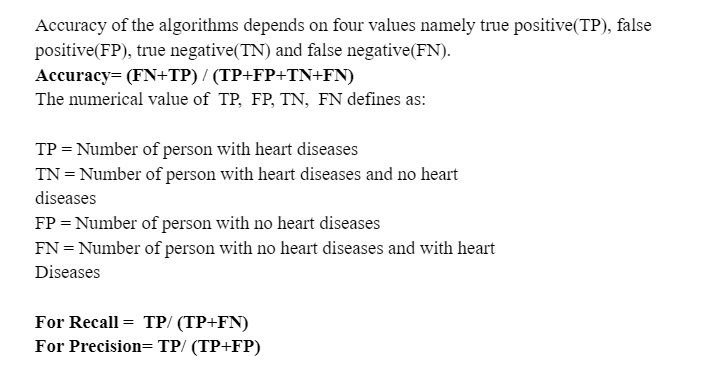 Accuracy of the algorithms depends on four values namely true positive(TP), false
positive(FP), true negative(TN) and false negative(FN).
Accuracy= (FN+TP) / (TP+FP+TN+FN)
The numerical value of TP, FP, TN, FN defines as:
TP = Number of person with heart diseases
TN = Number of person with heart diseases and no heart
diseases
FP = Number of person with no heart diseases
FN = Number of person with no heart diseases and with heart
Diseases
For Recall = TP/ (TP+FN)
For Precision= TP/ (TP+FP)